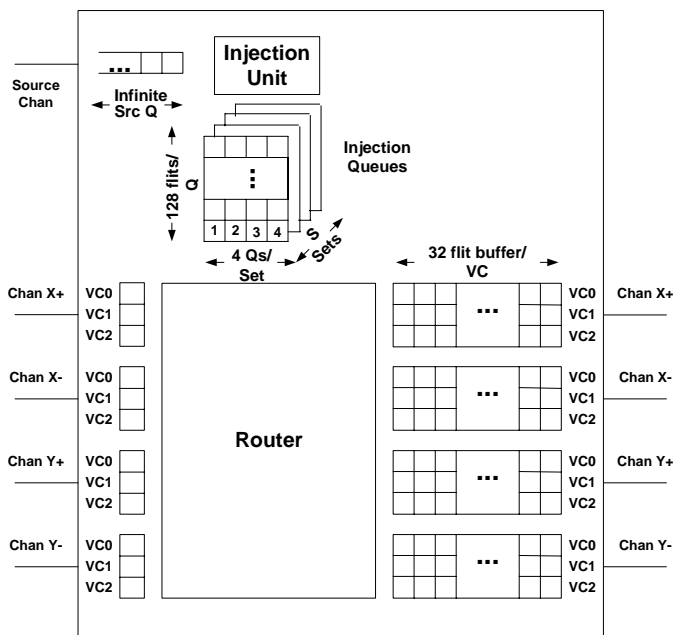 Source
Chan
...
Infinite
Src Q
Injection
Unit
Injection
Queues
128 flits/
Q
...
1 2 3 4
S
Sets
4 Qs/
Set
32 flit buffer/
VC
Chan X+
VC0
VC1
VC2
Chan X-
VC0
VC1
VC2
Chan Y+
VC0
VC1
VC2
Chan Y-
VC0
VC1
VC2
Router
...
VC0
VC1
VC2
Chan X+
...
VC0
VC1
VC2
Chan X-
...
VC0
VC1
VC2
Chan Y+
...
VC0
VC1
VC2
Chan Y-